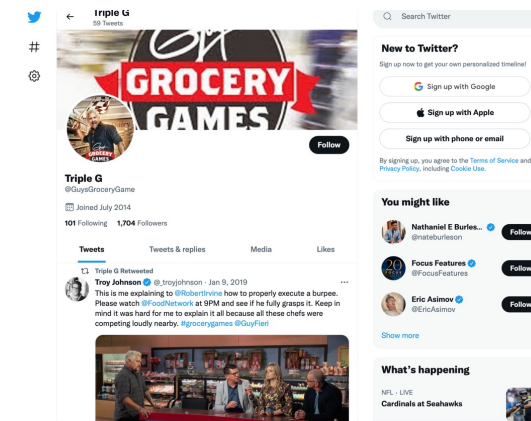 Triple G
59 Tweets
Guy's
GROCERY
GAMES
GROCERY
GAMES
Follow
Triple G
@GuysGroceryGame
Joined July 2014
101 Following 1,704 Followers
Tweets Tweets & replies Media Likes
Triple G Retweeted
Troy Johnson @_troyjohnson · Jan 9, 2019
This is me explaining to @RobertIrvine how to properly execute a burpee.
Please watch @FoodNetwork at 9PM and see if he fully grasps it. Keep in
mind it was hard for me to explain it all because all these chefs were
competing loudly nearby. #grocerygames @GuyFieri
Search Twitter
New to Twitter?
Sign up now to get your own personalized timeline!
Sign up with Google
Sign up with Apple
Sign up with phone or email
By signing up, you agree to the Terms of Service and
Privacy Policy, including Cookie Use.
You might like
Nathaniel E Burles...
@nateburleson
Follow
Focus Features
@FocusFeatures
Follow
20
FOCUS
Eric Asimov
@EricAsimov
Follow
Show more
What's happening
NFL · LIVE
Cardinals at Seahawks